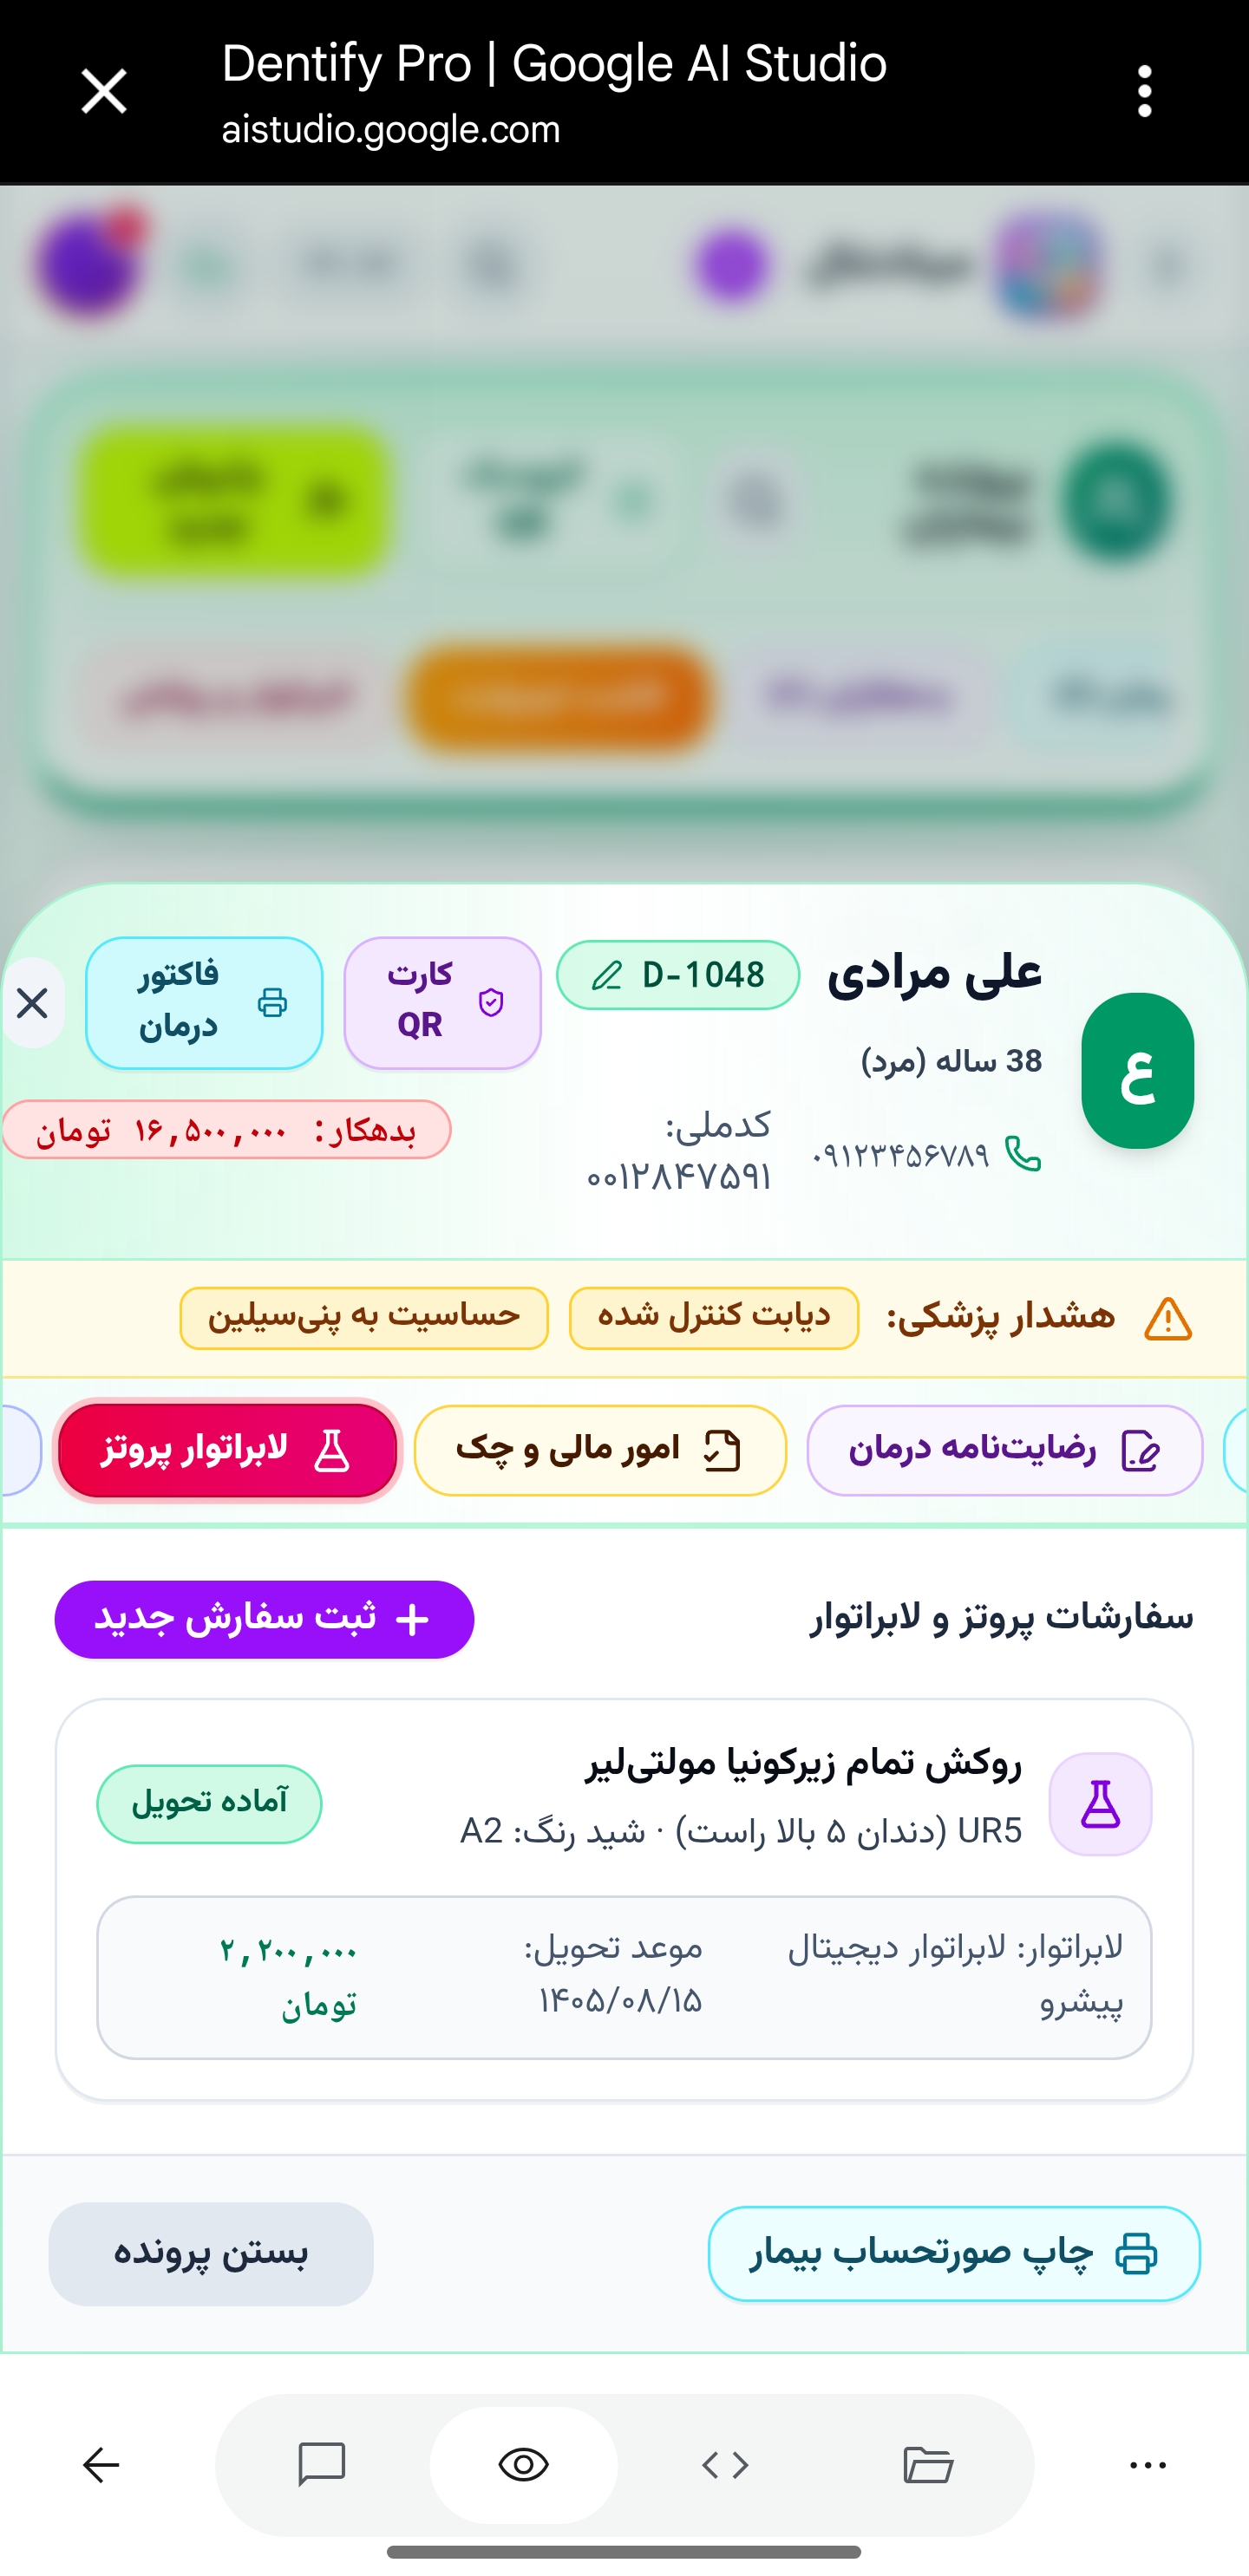 Dentify Pro | Google AI Studio
aistudio.google.com
علی مرادی
D-1048
کارت
QR
فاکتور
درمان
38 ساله (مرد)
۰۹۱۲۳۴۵۶۷۸۹
کدملی:
۰۰۱۲۸۴۷۵۹۱
بدهکار: ۱۶,۵۰۰,۰۰۰ تومان
ع
هشدار پزشکی:
دیابت کنترل شده
حساسیت به پنی‌سیلین
رضایت‌نامه درمان
امور مالی و چک
لابراتوار پروتز
سفارشات پروتز و لابراتوار
ثبت سفارش جدید
روکش تمام زیرکونیا مولتی‌لیر
UR5 (دندان ۵ بالا راست) · شید رنگ: A2
آماده تحویل
لابراتوار: لابراتوار دیجیتال
پیشرو
موعد تحویل:
۱۴۰۵/۰۸/۱۵
۲,۲۰۰,۰۰۰
تومان
چاپ صورتحساب بیمار
بستن پرونده